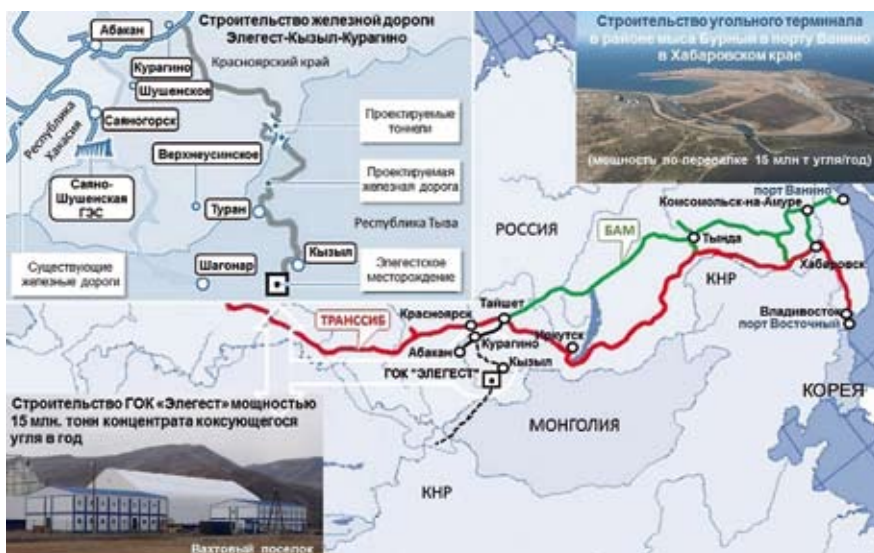 Строительство железной дороги
Элегест-Кызыл-Курагино
Абакан
Красноярский край
Курагино
Шушенское
Республика
Хакасия
Саяногорск
Проектируемые
тоннели
Верхнеусинское
Проектируемая
железная дорога
Саяно-
Шушенская
ГЭС
Туран
Республика Тыва
Кызыл
Элегестское
месторождение
Существующие
железные дороги
Шагонар
Строительство угольного терминала
в районе мыса Бурный в порту Ванино
в Хабаровском крае
(мощность по перевалке 15 млн т угля/год)
порт Ванино
Комсомольск-на-Амуре
РОССИЯ
БАМ
Тында
Хабаровск
КНР
Тайшет
Красноярск
ТРАНССИБ
Владивосток
порт Восточный
Курагино
Иркутск
Абакан
Кызыл
ГОК "ЭЛЕГЕСТ"
КОРЕЯ
МОНГОЛИЯ
КНР
Строительство ГОК «Элегест» мощностью
15 млн. тонн концентрата коксующегося
угля в год
Вахтовый поселок